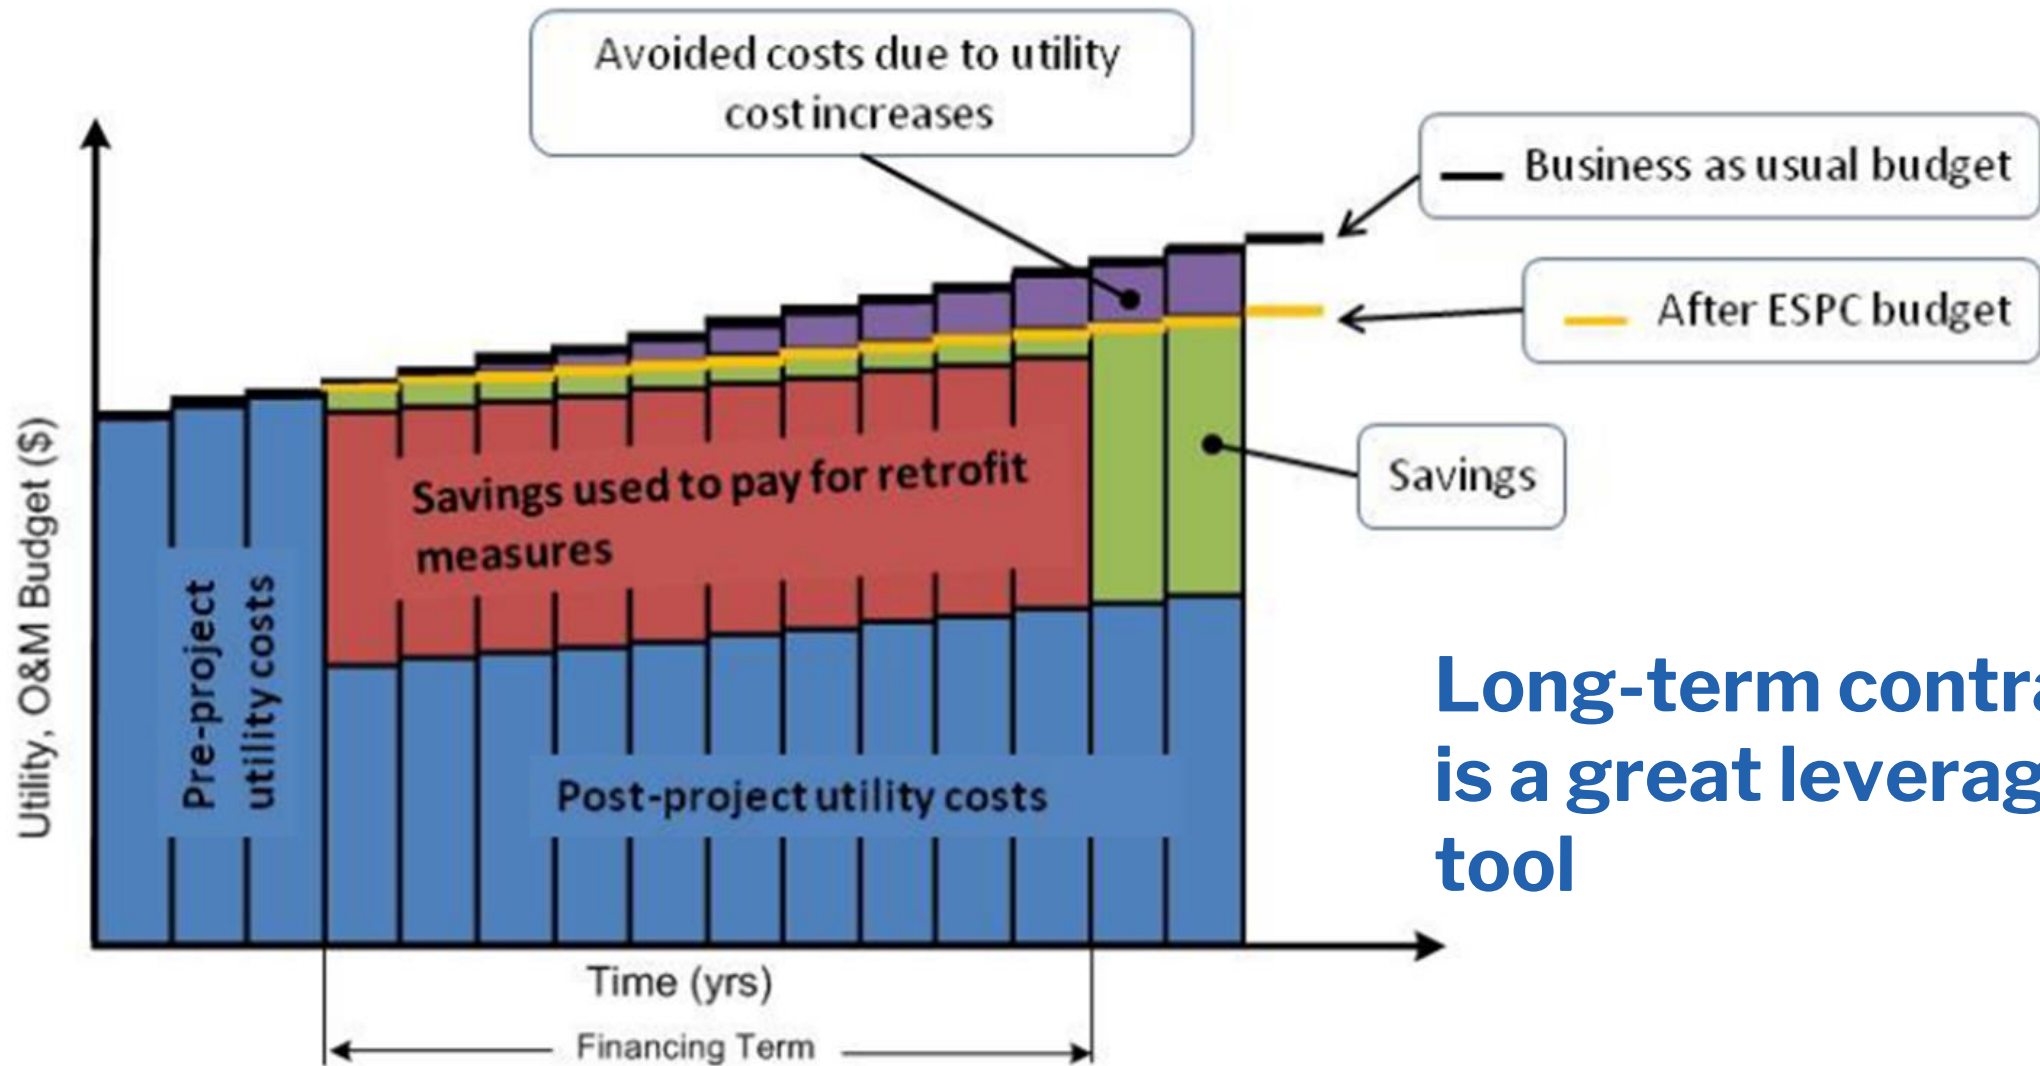 Avoided costs due to utility
cost increases
Business as usual budget
After ESPC budget
Savings
Savings used to pay for retrofit
measures
Pre-project
utility costs
Post-project utility costs
Utility, O&M Budget ($)
Time (yrs)
Financing Term
Long-term
is a great
tool